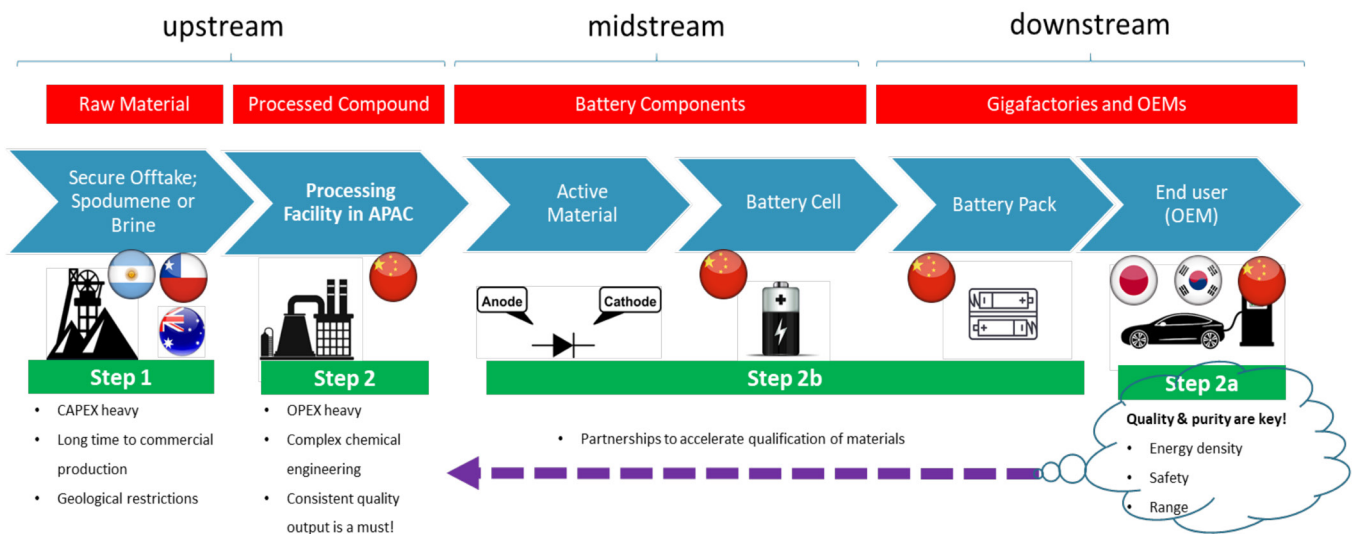 upstream
midstream
downstream
Raw Material
Processed Compound
Battery Components
Gigafactories and OEMs
Secure Offtake;
Spodumene or
Brine
Processing
Facility in APAC
Active
Material
Battery Cell
Battery Pack
End user
(OEM)
Anode
Cathode
Step 1
Step 2
Step 2b
Step 2a
• CAPEX heavy
• Long time to commercial
production
• Geological restrictions
• OPEX heavy
• Complex chemical
engineering
• Consistent quality
output is a must!
• Partnerships to accelerate qualification of materials
Quality & purity are key!
• Energy density
• Safety
• Range